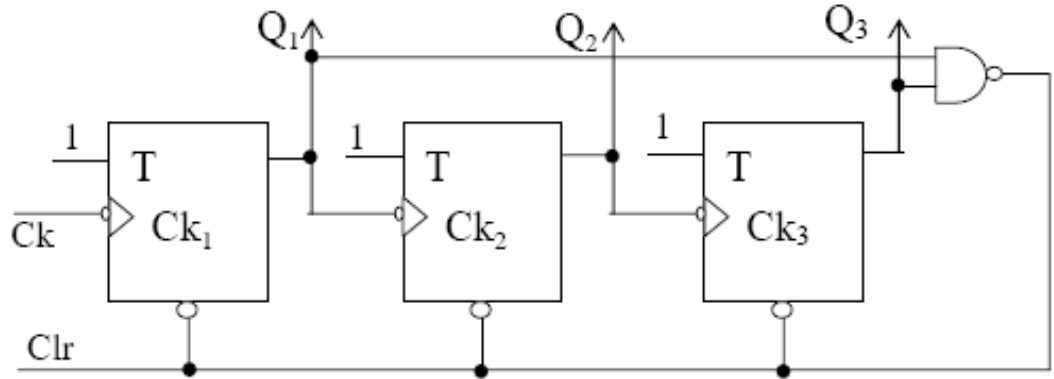 Q₁ Q₂ Q₃
1 1 1
T T T
Ck Ck₁ Ck₂ Ck₃
Clr